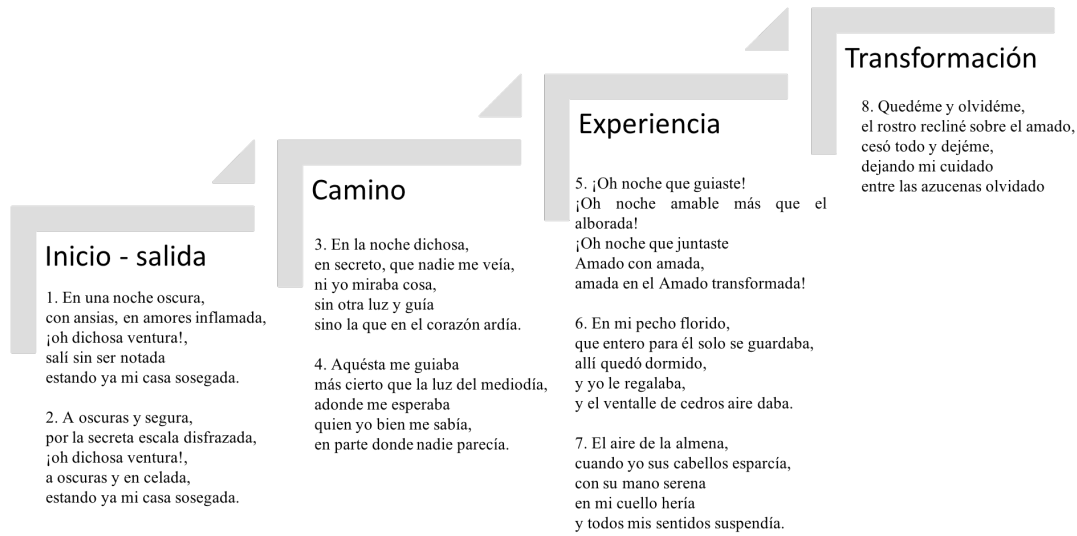 Inicio - salida
1. En una noche oscura,
con ansias, en amores inflamada,
¡oh dichosa ventura!,
salí sin ser notada
estando ya mi casa sosegada.
2. A oscuras y segura,
por la secreta escala disfrazada,
¡oh dichosa ventura!,
a oscuras y en celada,
estando ya mi casa sosegada.
Camino
3. En la noche dichosa,
en secreto, que nadie me veía,
ni yo miraba cosa,
sin otra luz y guía
sino la que en el corazón ardía.
4. Aquésta me guiaba
más cierto que la luz del mediodía,
adonde me esperaba
quien yo bien me sabía,
en parte donde nadie parecía.
Experiencia
5. ¡Oh noche que guiaste!
¡Oh noche amable más que el
alborada!
¡Oh noche que juntaste
Amado con amada,
amada en el Amado transformada!
6. En mi pecho florido,
que entero para él solo se guardaba,
allí quedó dormido,
y yo le regalaba,
y el ventalle de cedros aire daba.
7. El aire de la almena,
cuando yo sus cabellos esparcía,
con su mano serena
en mi cuello hería
y todos mis sentidos suspendía.
Transformación
8. Quedéme y olvidéme,
el rostro recliné sobre el amado,
cesó todo y dejéme,
dejando mi cuidado
entre las azucenas olvidado